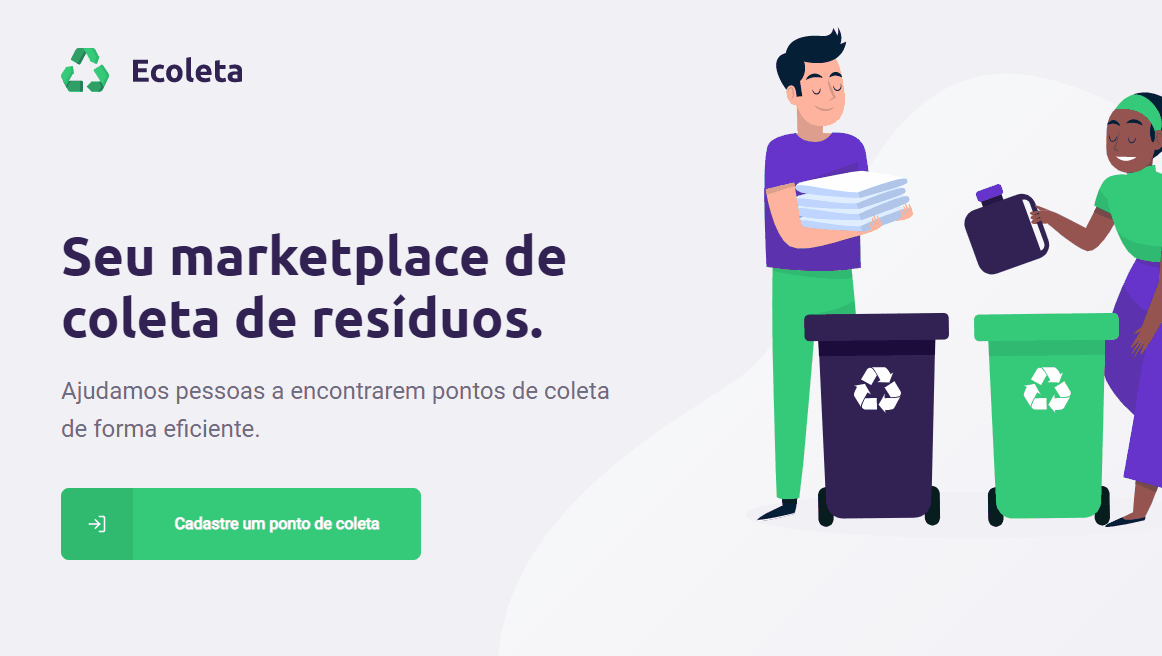 Ecoleta
Seu marketplace de
coleta de resíduos.
Ajudamos pessoas a encontrarem pontos de coleta
de forma eficiente.
Cadastre um ponto de coleta